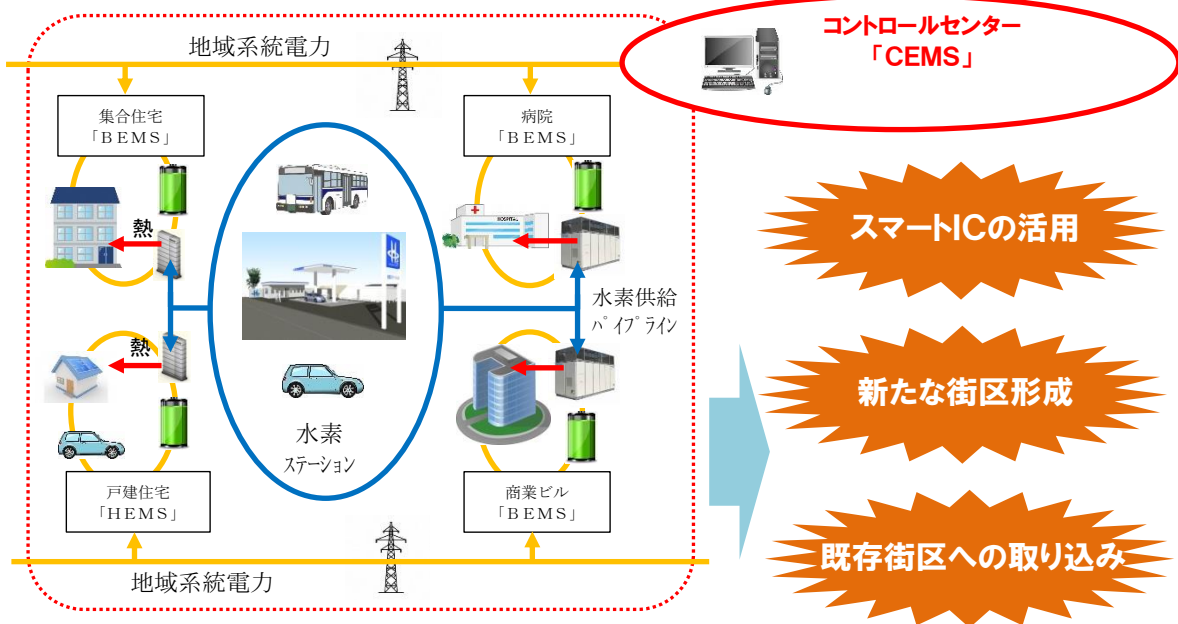 地域系統電力
コントロールセンター
「CEMS」
集合住宅
「ＢＥＭＳ」
病院
「ＢＥＭＳ」
HOSPITAL
熱
スマートICの活用
水素供給
ﾊﾟｲﾌﾟﾗｲﾝ
熱
新たな街区形成
水素
ｽﾃｰｼｮﾝ
戸建住宅
「ＨＥＭＳ」
商業ビル
「ＢＥＭＳ」
既存街区への取り込み
地域系統電力